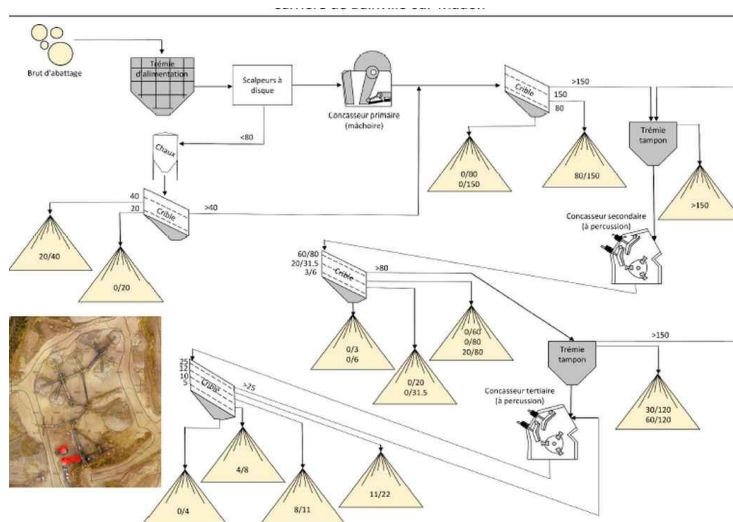 Brut d'abattage
Trémie
d'alimentation
Scalpeurs à
disque
Concasseur primaire
(mâchoire)
<80
Chaux
40
20
Crible
>40
20/40
0/20
Crible
>150
150
80
0/80
0/150
80/150
Trémie
tampon
>150
Concasseur secondaire
(à percussion)
60/80
20/31.5
3/6
Crible
>80
0/3
0/6
0/20
0/31.5
0/60
0/80
20/80
Trémie
tampon
>150
30/120
60/120
Concasseur tertiaire
(à percussion)
25
12
10
5
Crible
>25
0/4
4/8
8/11
11/22